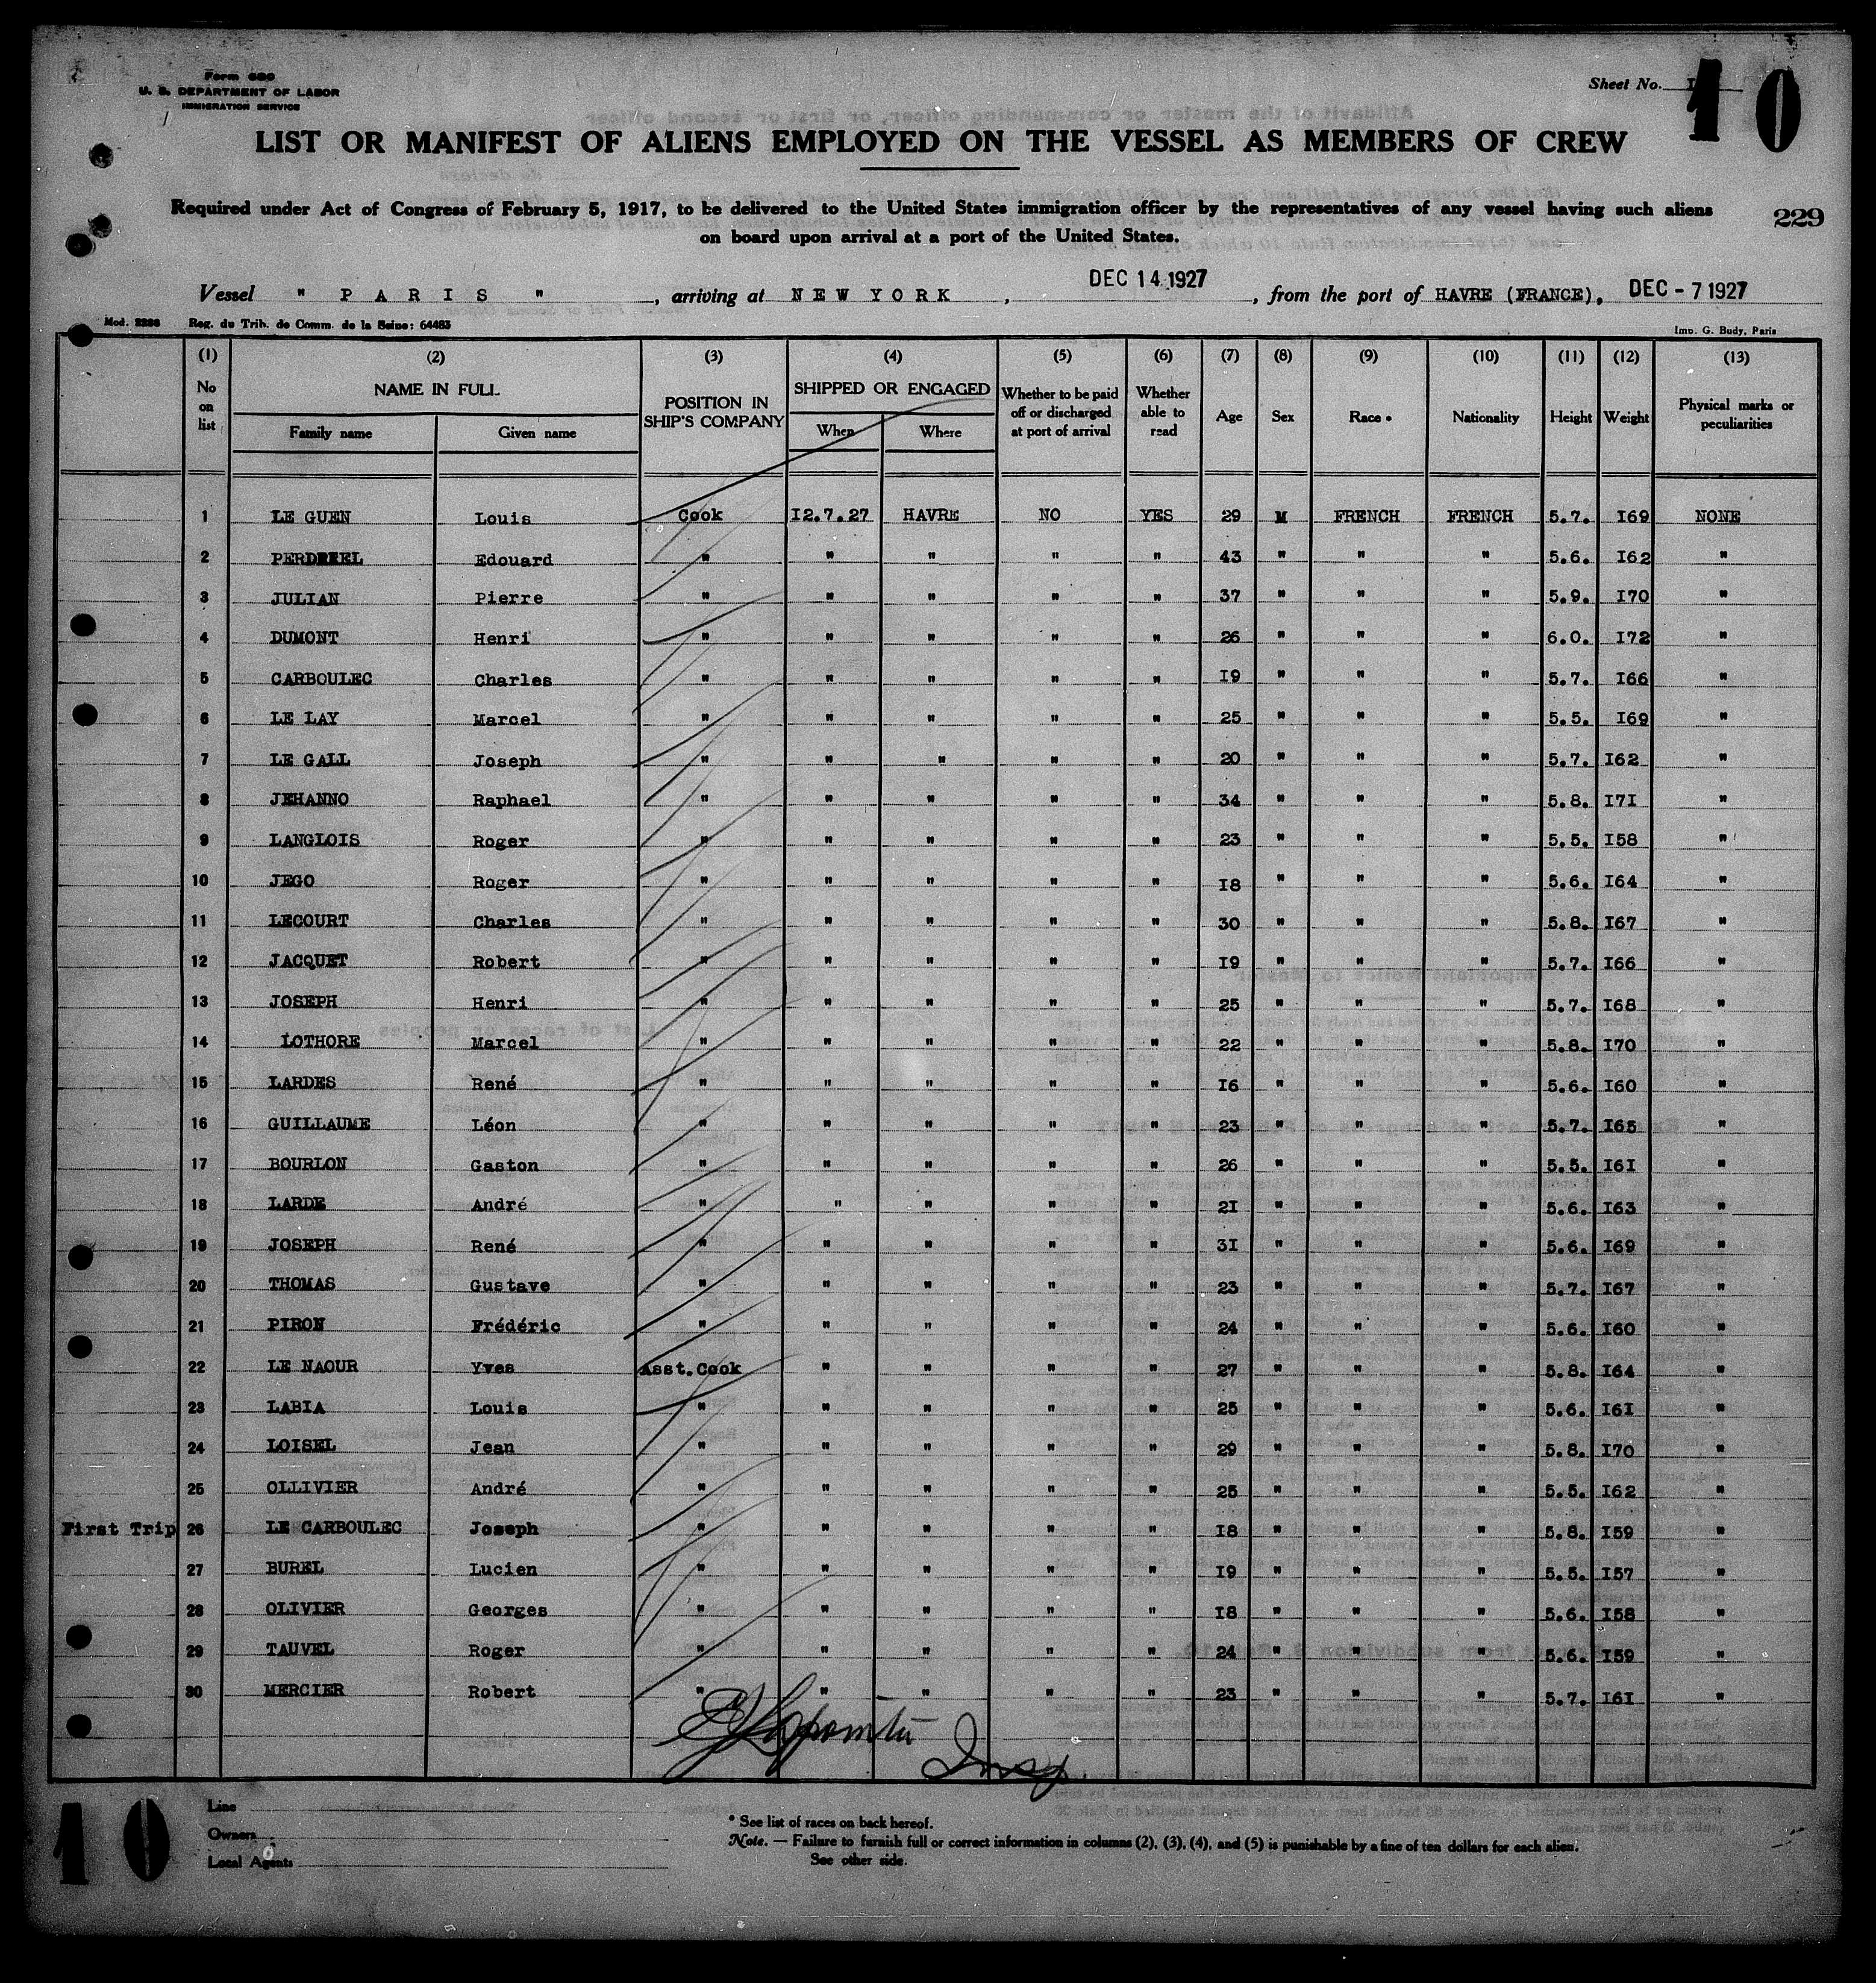 Form 680
U. S. DEPARTMENT OF LABOR
IMMIGRATION SERVICE
Sheet No.
10
LIST OR MANIFEST OF ALIENS EMPLOYED ON THE VESSEL AS MEMBERS OF CREW
Required under Act of Congress of February 5, 1917, to be delivered to the United States immigration officer by the representatives of any vessel having such aliens
on board upon arrival at a port of the United States.
229
Vessel " P A R I S ", arriving at N E W Y O R K, DEC 14 1927, from the port of HAVRE (FRANCE), DEC - 7 1927
Mod. 2286 Reg. du Trib. de Comm. de la Seine: 64483 Imp. G. Budy, Paris
(1) (2) (3) (4) (5) (6) (7) (8) (9) (10) (11) (12) (13)
No on list NAME IN FULL POSITION IN SHIP'S COMPANY SHIPPED OR ENGAGED Whether to be paid off or discharged at port of arrival Whether able to read Age Sex Race * Nationality Height Weight Physical marks or peculiarities
Family name Given name When Where
1 LE GUEN Louis Cook 12.7.27 HAVRE NO YES 29 M FRENCH FRENCH 5.7. 169 NONE
2 Edouard " " " " " 43 " " " 5.6. 162 "
3 JULIAN Pierre " " " " " 37 " " " 5.9. 170 "
4 DUMONT Henri " " " " " 26 " " " 6.0. 172 "
5 CARBOULEC Charles " " " " " 19 " " " 5.7. 166 "
6 LE LAY Marcel " " " " " 25 " " " 5.5. 169 "
7 LE GALL Joseph " " " " " 20 " " " 5.7. 162 "
8 JEHANNO Raphael " " " " " 34 " " " 5.8. 171 "
9 LANGLOIS Roger " " " " " 23 " " " 5.5. 158 "
10 JEGO Roger " " " " " 18 " " " 5.6. 164 "
11 LECOURT Charles " " " " " 30 " " " 5.8. 167 "
12 JACQUET Robert " " " " " 19 " " " 5.7. 166 "
13 JOSEPH Henri " " " " " 25 " " " 5.7. 168 "
14 LOTHORE Marcel " " " " " 22 " " " 5.8. 170 "
15 LARDES René " " " " " 16 " " " 5.6. 160 "
16 GUILLAUME Léon " " " " " 23 " " " 5.7. 165 "
17 BOURLON Gaston " " " " " 26 " " " 5.5. 161 "
18 LARDE André " " " " " 21 " " " 5.6. 163 "
19 JOSEPH René " " " " " 31 " " " 5.6. 169 "
20 THOMAS Gustave " " " " " 23 " " " 5.7. 167 "
21 PIRON Frédéric " " " " " 24 " " " 5.6. 160 "
22 LE NAOUR Yves Asst.Cook " " " " 27 " " " 5.8. 164 "
23 LABIA Louis " " " " " 25 " " " 5.6. 161 "
24 LOISEL Jean " " " " " 29 " " " 5.8. 170 "
25 OLLIVIER André " " " " " 25 " " " 5.5. 162 "
First Trip 26 LE CARBOULEC Joseph " " " " " 18 " " " 5.8. 159 "
27 BUREL Lucien " " " " " 19 " " " 5.5. 157 "
28 OLIVIER Georges " " " " " 18 " " " 5.6. 158 "
29 TAUVEL Roger " " " " " 24 " " " 5.6. 159 "
30 MERCIER Robert " " " " " 23 " " " 5.7. 161 "
Insp.
10
Line
Owners
Local Agents
* See list of races on back hereof.
Note. — Failure to furnish full or correct information in columns (2), (3), (4), and (5) is punishable by a fine of ten dollars for each alien.
See other side.